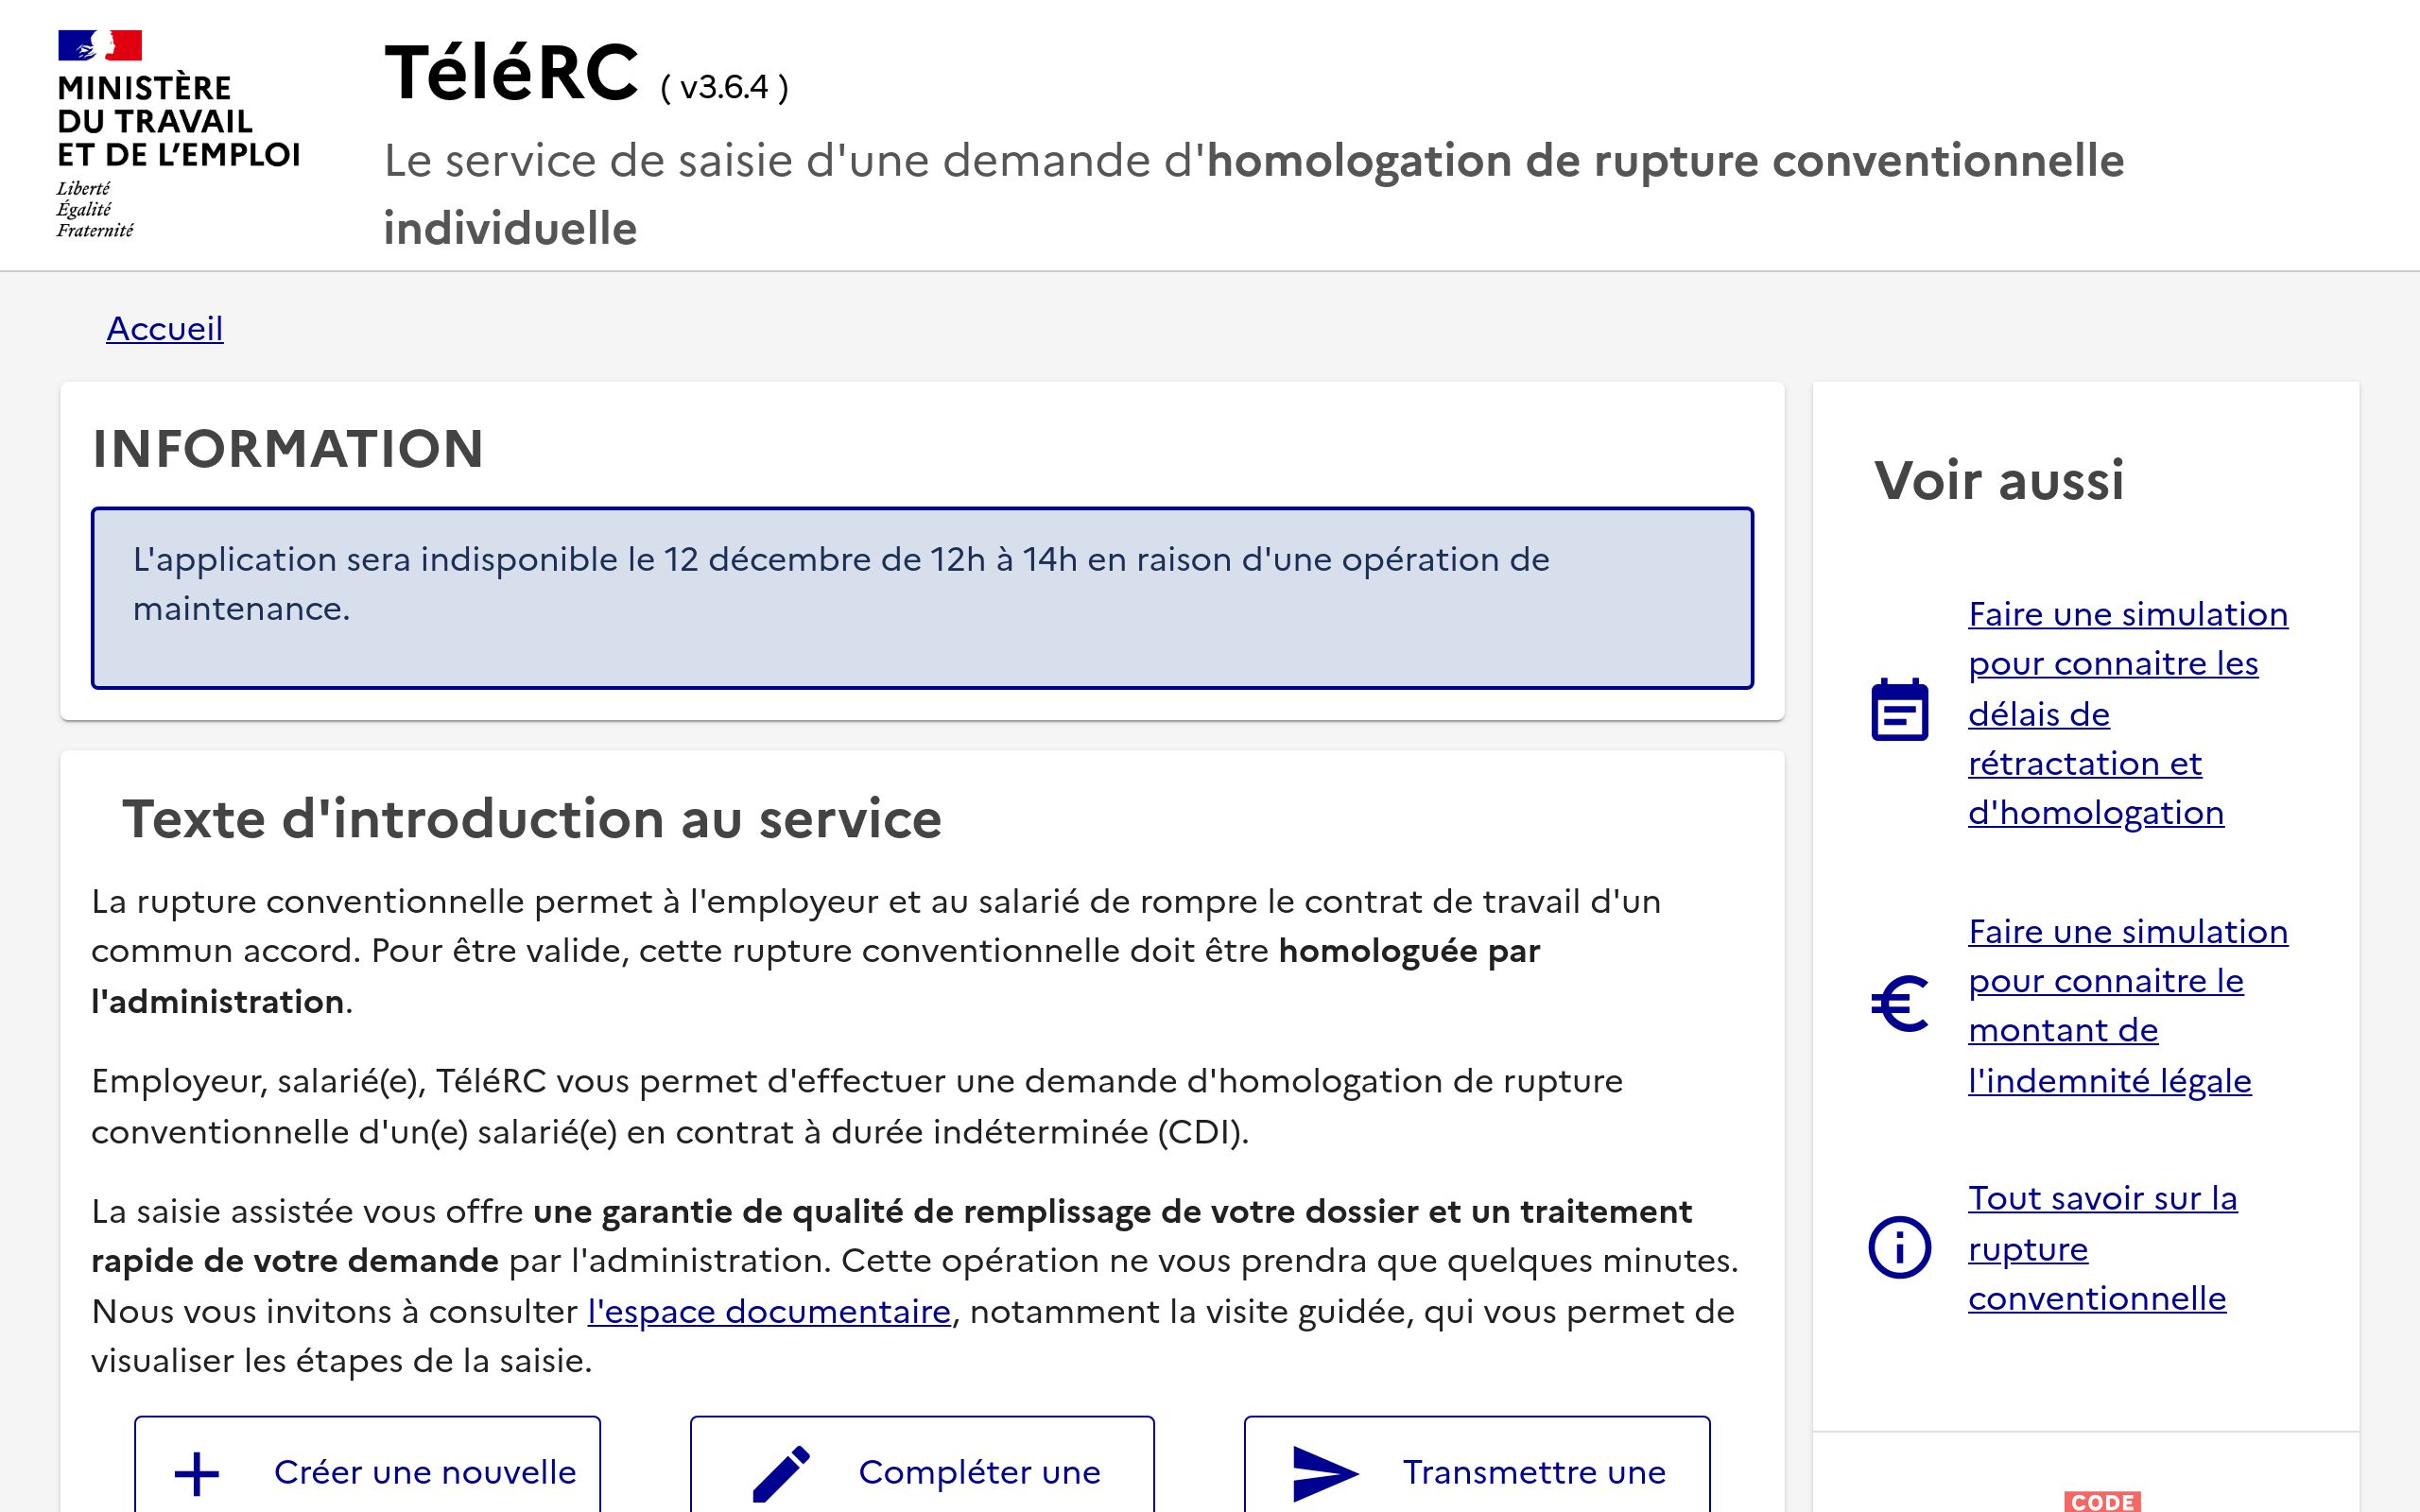 MINISTÈRE
DU TRAVAIL
ET DE L'EMPLOI
Liberté
Égalité
Fraternité
TéléRC ( v3.6.4 )
Le service de saisie d'une demande d'homologation de rupture conventionnelle
individuelle
Accueil
INFORMATION
L'application sera indisponible le 12 décembre de 12h à 14h en raison d'une opération de
maintenance.
Texte d'introduction au service
La rupture conventionnelle permet à l'employeur et au salarié de rompre le contrat de travail d'un
commun accord. Pour être valide, cette rupture conventionnelle doit être homologuée par
l'administration.
Employeur, salarié(e), TéléRC vous permet d'effectuer une demande d'homologation de rupture
conventionnelle d'un(e) salarié(e) en contrat à durée indéterminée (CDI).
La saisie assistée vous offre une garantie de qualité de remplissage de votre dossier et un traitement
rapide de votre demande par l'administration. Cette opération ne vous prendra que quelques minutes.
Nous vous invitons à consulter l'espace documentaire, notamment la visite guidée, qui vous permet de
visualiser les étapes de la saisie.
Créer une nouvelle
Compléter une
Transmettre une
Voir aussi
Faire une simulation
pour connaitre les
délais de
rétractation et
d'homologation
Faire une simulation
pour connaitre le
montant de
l'indemnité légale
Tout savoir sur la
rupture
conventionnelle
CODE